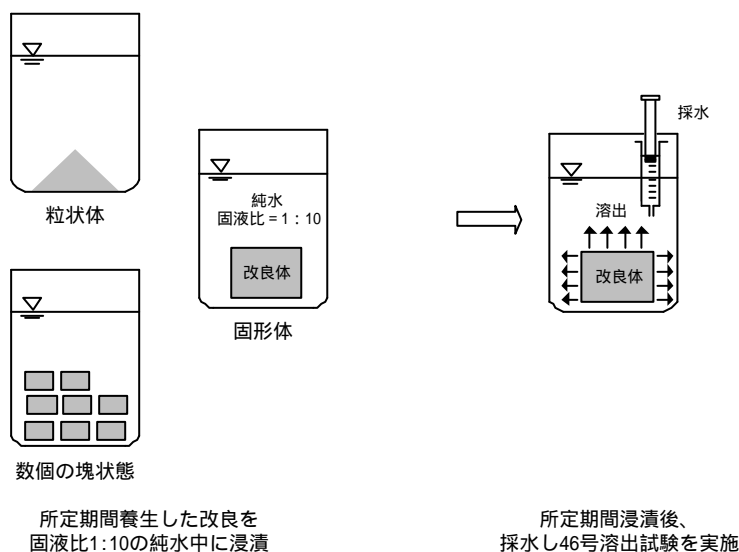 粒状体
純水
固液比=1:10
改良体
固形体
数個の塊状態
所定期間養生した改良を
固液比1:10の純水中に浸漬
採水
溶出
改良体
所定期間浸漬後、
採水し46号溶出試験を実施